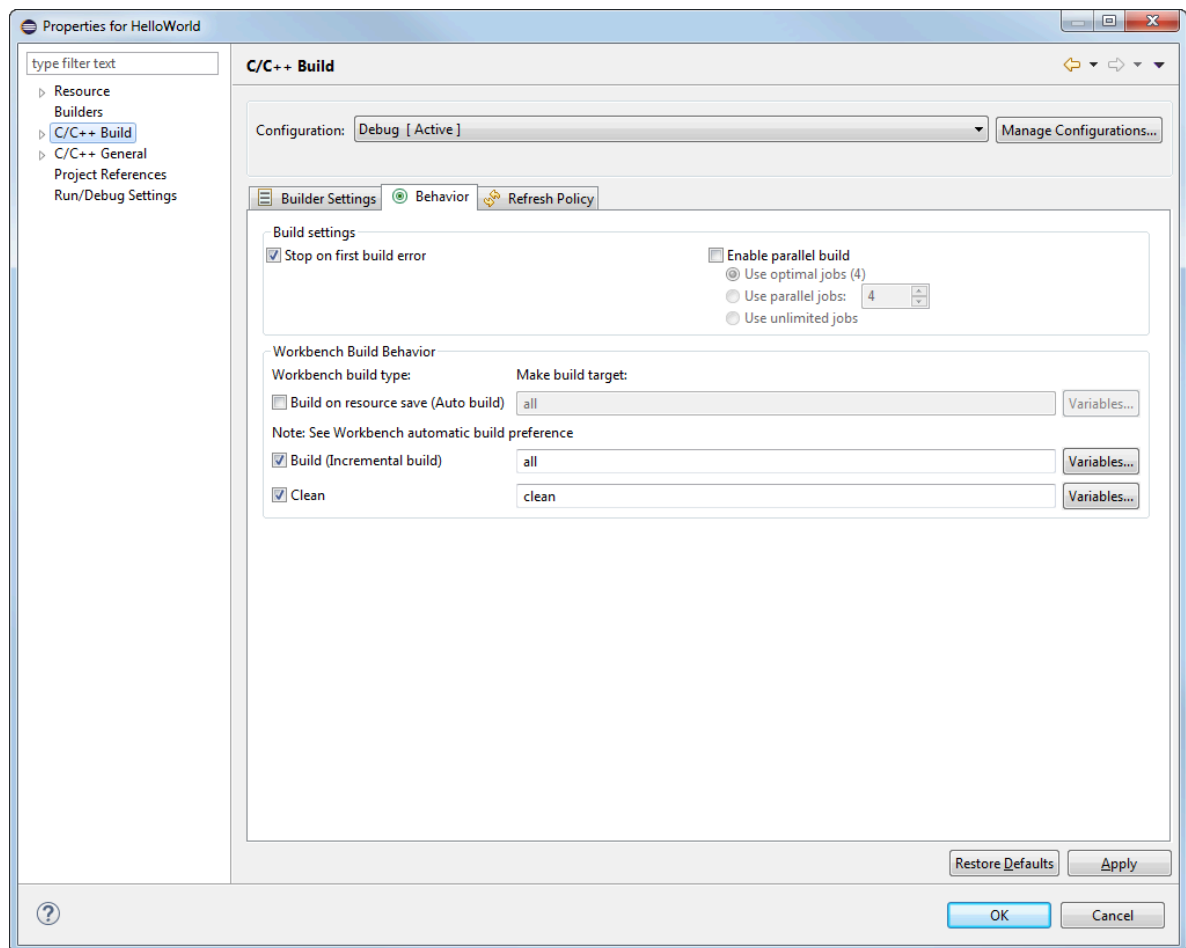 Properties for HelloWorld
type filter text
Resource
Builders
C/C++ Build
C/C++ General
Project References
Run/Debug Settings
C/C++ Build
Configuration: Debug [ Active ] Manage Configurations...
Builder Settings Behavior Refresh Policy
Build settings
Stop on first build error Enable parallel build
Use optimal jobs (4)
Use parallel jobs: 4
Use unlimited jobs
Workbench Build Behavior
Workbench build type: Make build target:
Build on resource save (Auto build) all Variables...
Note: See Workbench automatic build preference
Build (Incremental build) all Variables...
Clean clean Variables...
Restore Defaults Apply
OK Cancel